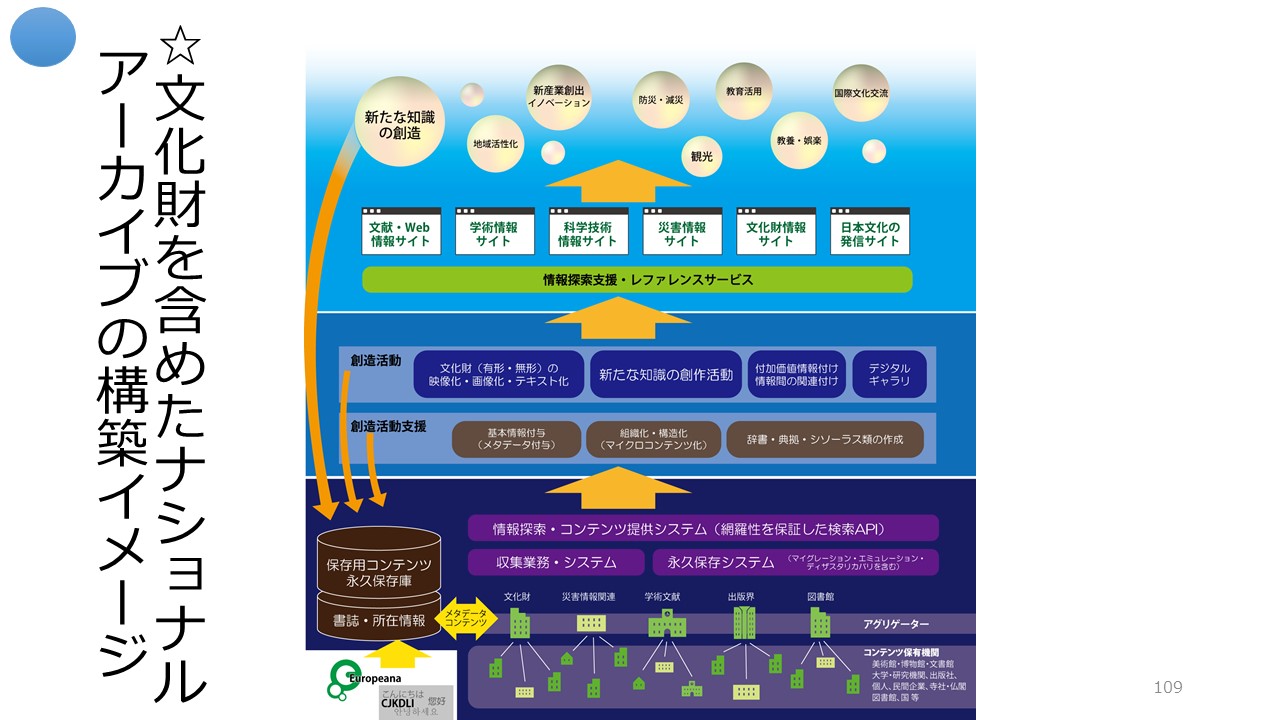 ☆文化財を含めたナショナル
アーカイブの構築イメージ
新たな知識
の創造
地域活性化
新産業創出
イノベーション
防災・減災
観光
教育活用
教養・娯楽
国際文化交流
文献・Web
情報サイト
学術情報
サイト
科学技術
情報サイト
災害情報
サイト
文化財情報
サイト
日本文化の
発信サイト
情報探索支援・レファレンスサービス
創造活動
文化財（有形・無形）の
映像化・画像化・テキスト化
新たな知識の創作活動
付加価値情報付け
情報間の関連付け
デジタル
ギャラリ
創造活動支援
基本情報付与
（メタデータ付与）
組織化・構造化
（マイクロコンテンツ化）
辞書・典拠・シソーラス類の作成
情報探索・コンテンツ提供システム（網羅性を保証した検索API）
収集業務・システム
永久保存システム
（マイグレーション・エミュレーション・
ディザスタリカバリを含む）
保存用コンテンツ
永久保存庫
書誌・所在情報
メタデータ
コンテンツ
文化財
災害情報関連
学術文献
出版界
図書館
アグリゲーター
コンテンツ保有機関
美術館・博物館・文書館
大学・研究機関、出版社、
個人、民間企業、寺社・仏閣
図書館、国 等
Europeana
こんにちは
CJKDLI
您好
안녕하세요
109